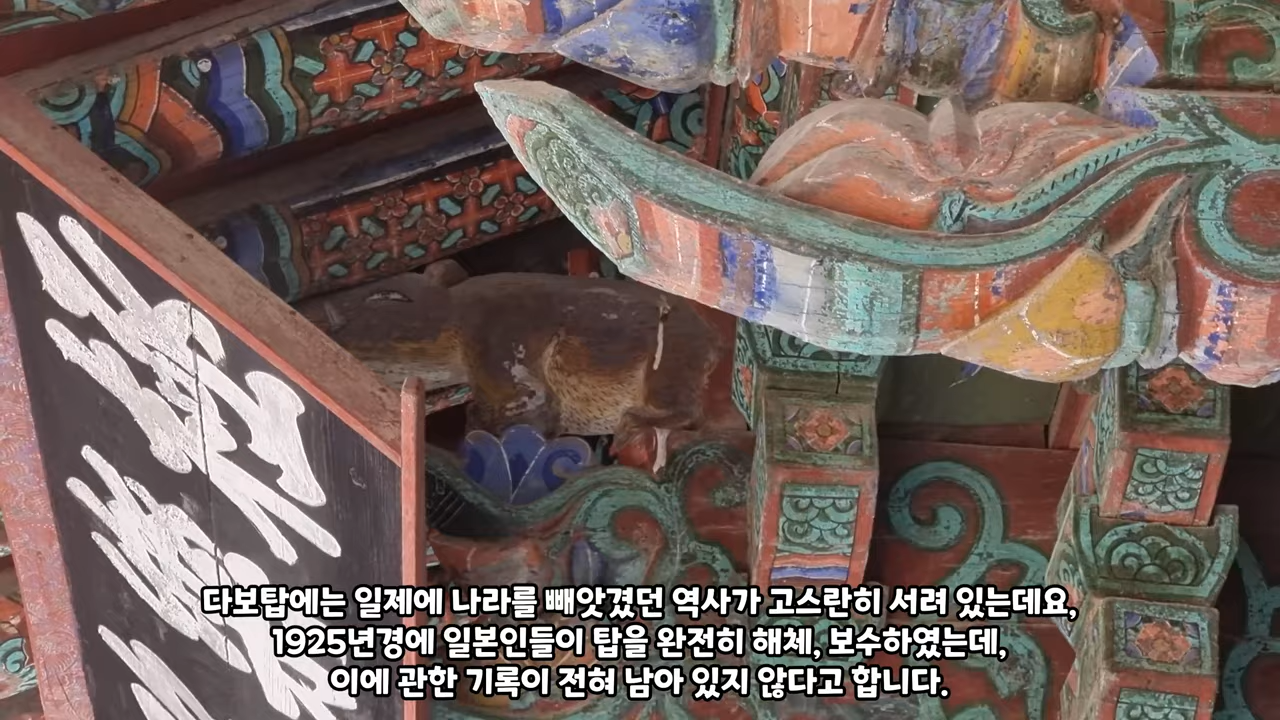 다보탑에는 일제에 나라를 빼앗겼던 역사가 고스란히 서려 있는데요,
1925년경에 일본인들이 탑을 완전히 해체, 보수하였는데,
이에 관한 기록이 전혀 남아 있지 않다고 합니다.